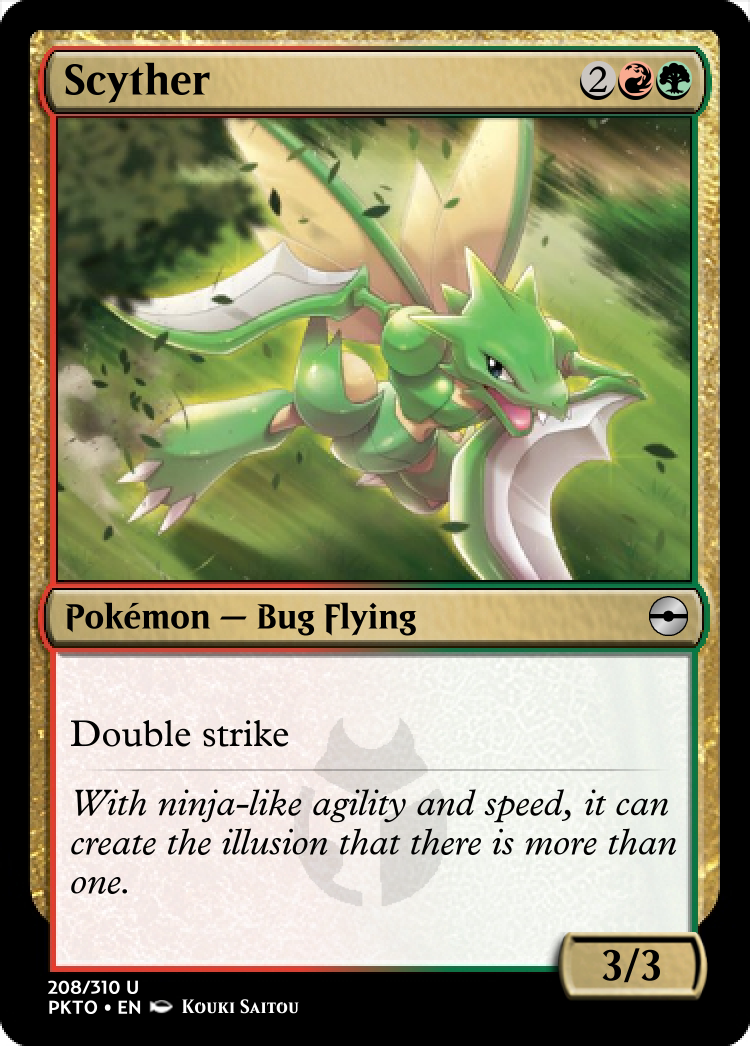 Scyther 2
Pokémon — Bug Flying
Double strike
With ninja-like agility and speed, it can
create the illusion that there is more than
one.
3/3
208/310 U
PKTO • EN Kouki Saitou